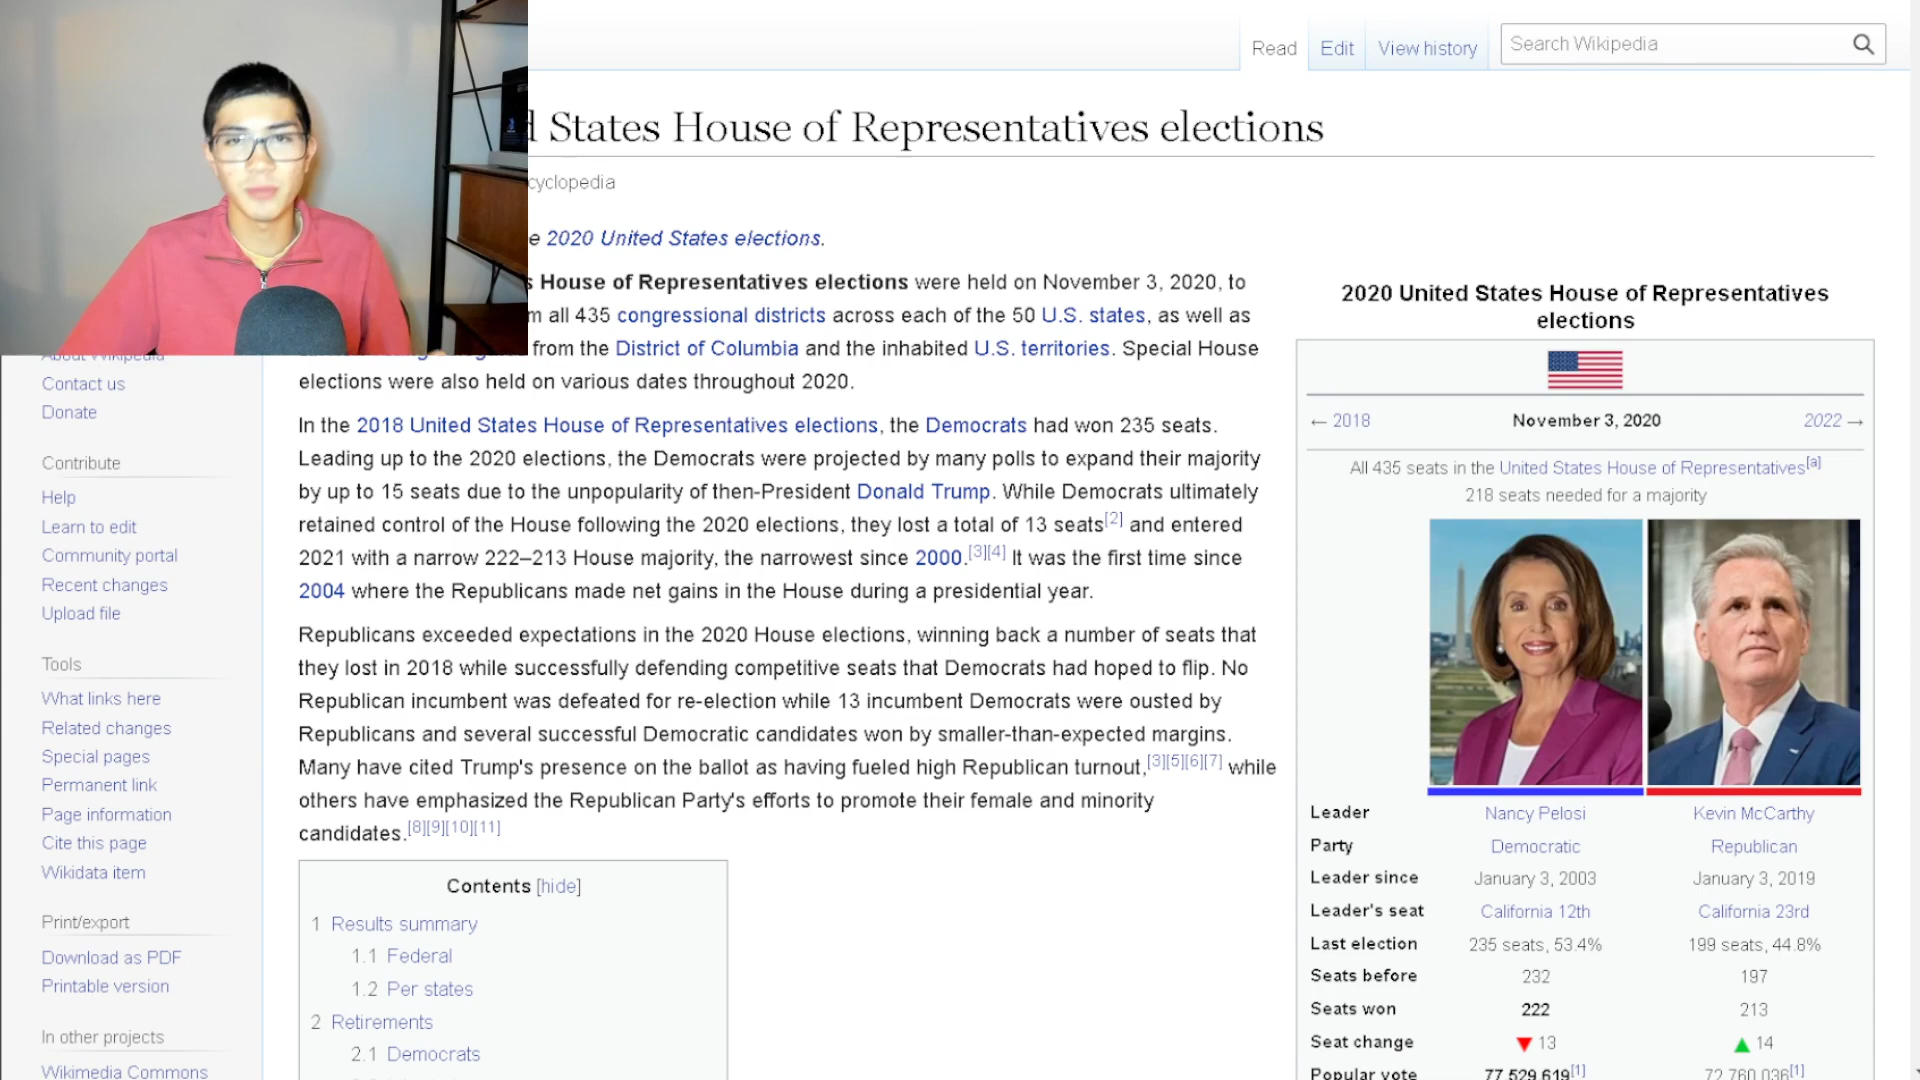 Read Edit View history Search Wikipedia
States House of Representatives elections
cyclopedia
e 2020 United States elections.
s House of Representatives elections were held on November 3, 2020, to
m all 435 congressional districts across each of the 50 U.S. states, as well as
from the District of Columbia and the inhabited U.S. territories. Special House
elections were also held on various dates throughout 2020.
In the 2018 United States House of Representatives elections, the Democrats had won 235 seats.
Leading up to the 2020 elections, the Democrats were projected by many polls to expand their majority
by up to 15 seats due to the unpopularity of then-President Donald Trump. While Democrats ultimately
retained control of the House following the 2020 elections, they lost a total of 13 seats[2] and entered
2021 with a narrow 222–213 House majority, the narrowest since 2000.[3][4] It was the first time since
2004 where the Republicans made net gains in the House during a presidential year.
Republicans exceeded expectations in the 2020 House elections, winning back a number of seats that
they lost in 2018 while successfully defending competitive seats that Democrats had hoped to flip. No
Republican incumbent was defeated for re-election while 13 incumbent Democrats were ousted by
Republicans and several successful Democratic candidates won by smaller-than-expected margins.
Many have cited Trump's presence on the ballot as having fueled high Republican turnout,[3][5][6][7] while
others have emphasized the Republican Party's efforts to promote their female and minority
candidates.[8][9][10][11]
Contents [hide]
1 Results summary
1.1 Federal
1.2 Per states
2 Retirements
2.1 Democrats
About Wikipedia
Contact us
Donate
Contribute
Help
Learn to edit
Community portal
Recent changes
Upload file
Tools
What links here
Related changes
Special pages
Permanent link
Page information
Cite this page
Wikidata item
Print/export
Download as PDF
Printable version
In other projects
Wikimedia Commons
2020 United States House of Representatives
elections
← 2018 November 3, 2020 2022 →
All 435 seats in the United States House of Representatives[a]
218 seats needed for a majority
Leader Nancy Pelosi Kevin McCarthy
Party Democratic Republican
Leader since January 3, 2003 January 3, 2019
Leader's seat California 12th California 23rd
Last election 235 seats, 53.4% 199 seats, 44.8%
Seats before 232 197
Seats won 222 213
Seat change ▼ 13 ▲ 14
Popular vote 77,529,619[1] 72,760,036[1]